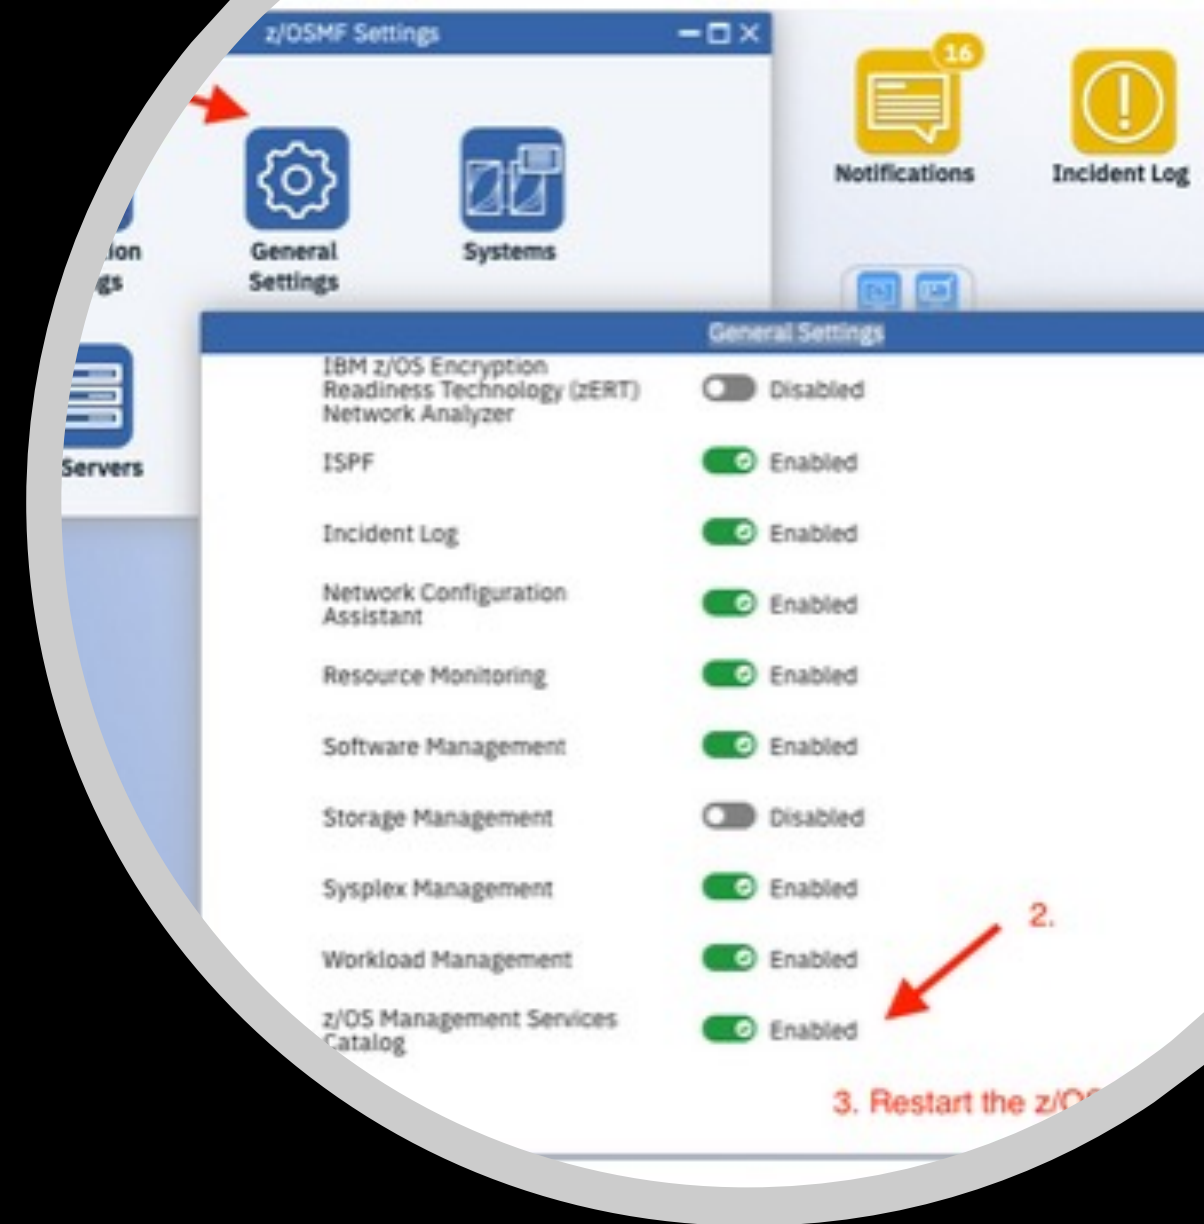 z/OSMF Settings
16
Notifications
Incident Log
General
Settings
Systems
Servers
General Settings
IBM z/OS Encryption
Readiness Technology (zERT)
Network Analyzer
Disabled
ISPF
Enabled
Incident Log
Enabled
Network Configuration
Assistant
Enabled
Resource Monitoring
Enabled
Software Management
Enabled
Storage Management
Disabled
Sysplex Management
Enabled
2.
Workload Management
Enabled
z/OS Management Services
Catalog
Enabled
3. Restart the